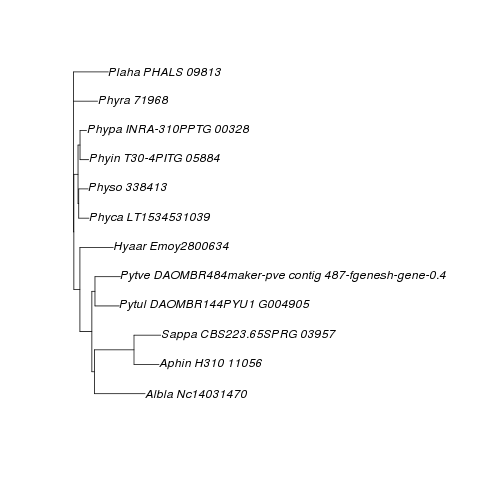 Plaha PHALS 09813
Phyra 71968
Phypa INRA-310PPTG 00328
Phyin T30-4PITG 05884
Physo 338413
Phyca LT1534531039
Hyaar Emoy2800634
Pytve DAOMBR484maker-pve contig 487-fgenesh-gene-0.4
Pytul DAOMBR144PYU1 G004905
Sappa CBS223.65SPRG 03957
Aphin H310 11056
Albla Nc14031470